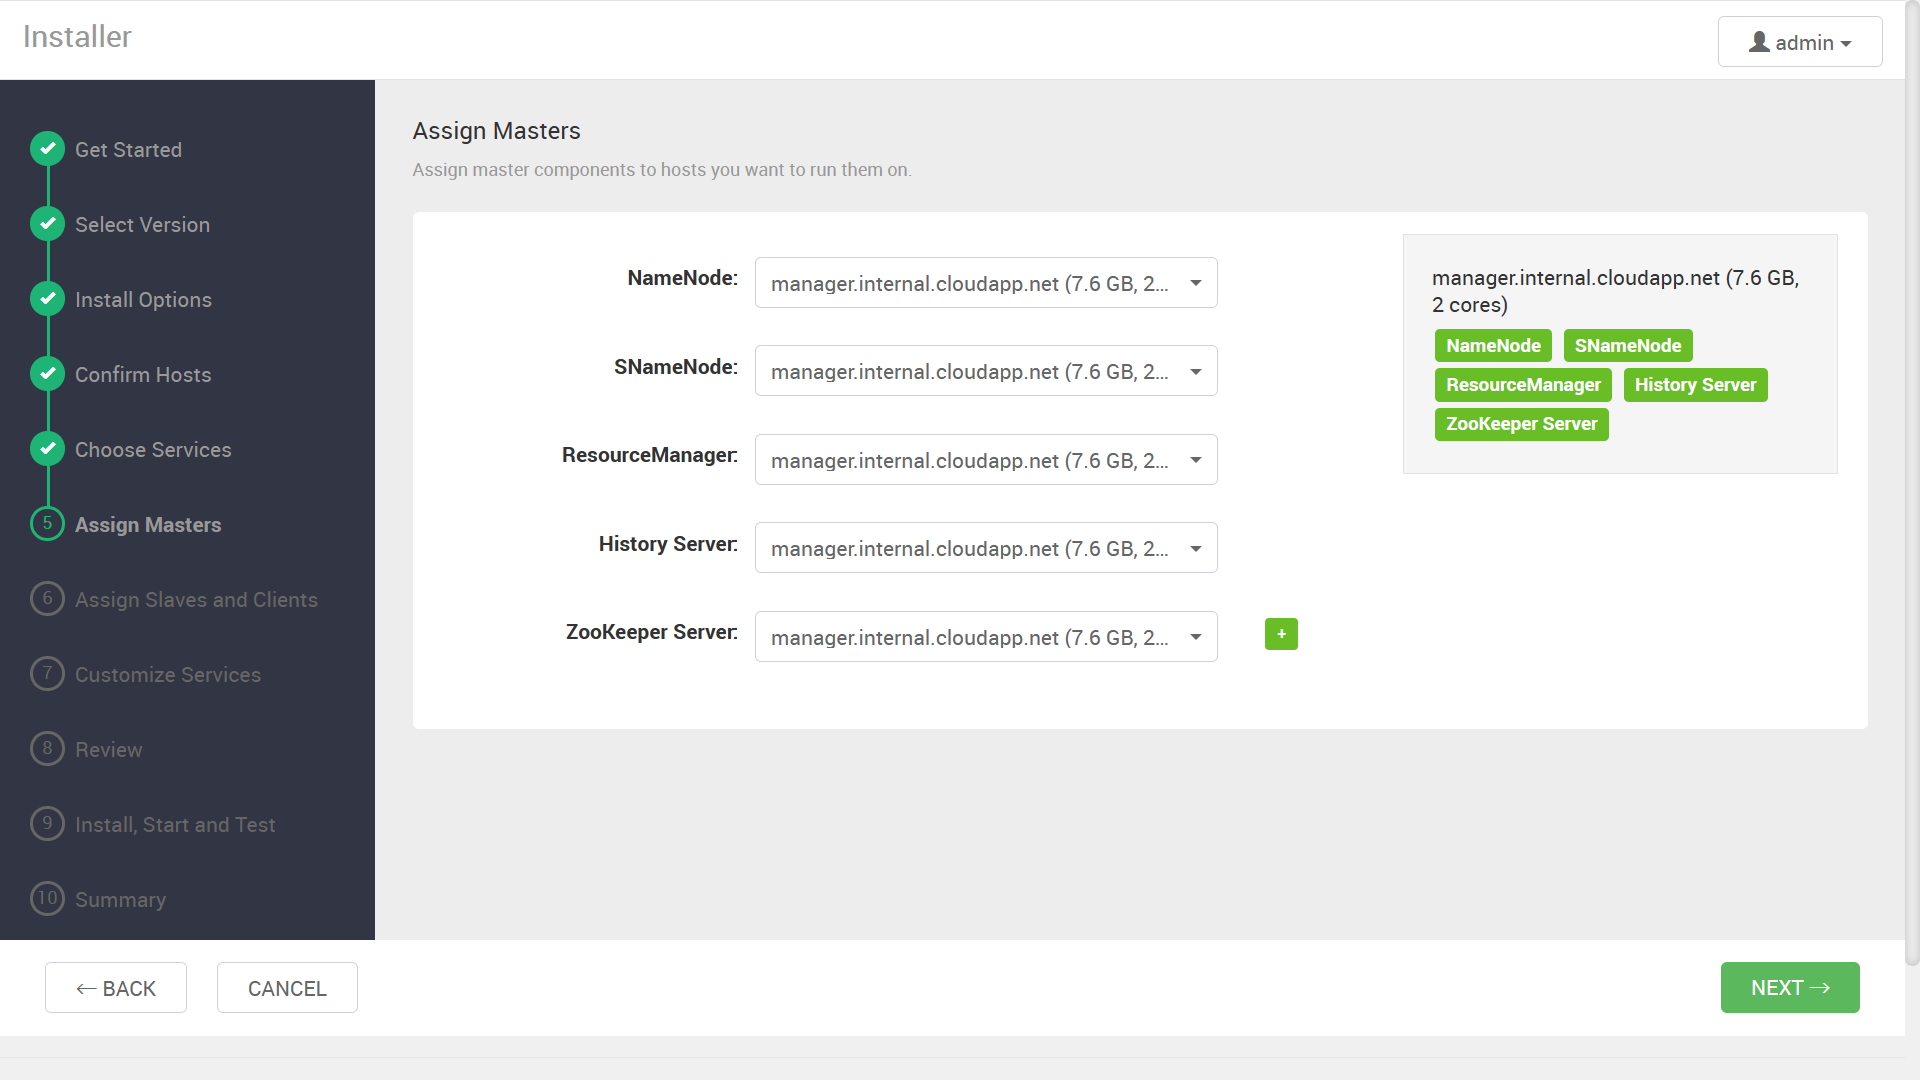 Installer
admin
Get Started
Select Version
Install Options
Confirm Hosts
Choose Services
5 Assign Masters
6 Assign Slaves and Clients
7 Customize Services
8 Review
9 Install, Start and Test
10 Summary
Assign Masters
Assign master components to hosts you want to run them on.
NameNode: manager.internal.cloudapp.net (7.6 GB, 2...
SNameNode: manager.internal.cloudapp.net (7.6 GB, 2...
ResourceManager: manager.internal.cloudapp.net (7.6 GB, 2...
History Server: manager.internal.cloudapp.net (7.6 GB, 2...
ZooKeeper Server: manager.internal.cloudapp.net (7.6 GB, 2... +
manager.internal.cloudapp.net (7.6 GB,
2 cores)
NameNode SNameNode
ResourceManager History Server
ZooKeeper Server
← BACK CANCEL NEXT →